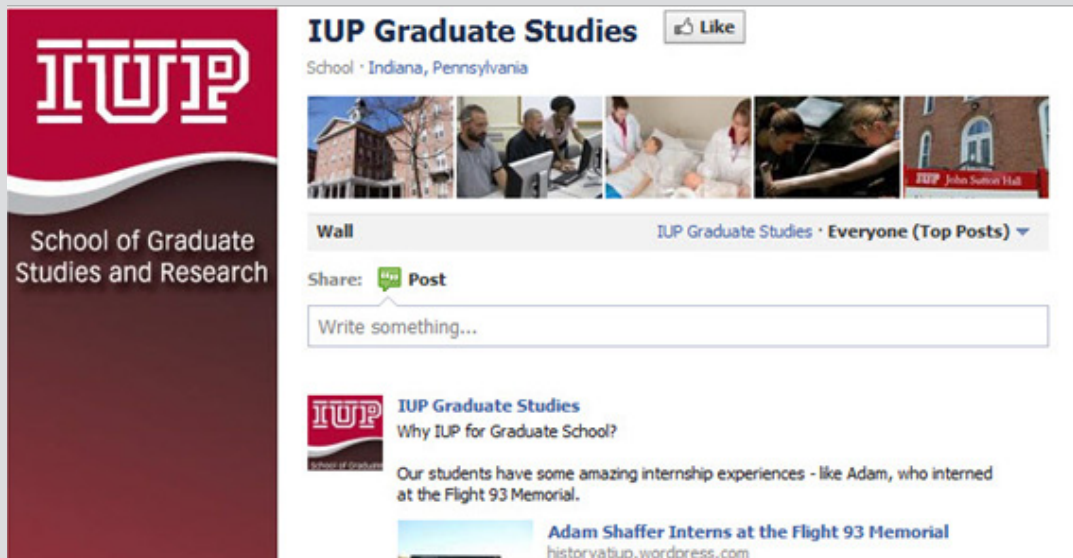 IUP
School of Graduate
Studies and Research
IUP Graduate Studies
Like
School · Indiana, Pennsylvania
IUP John Sutton Hall
Wall
IUP Graduate Studies · Everyone (Top Posts)
Share: Post
Write something...
IUP
School of Graduate
IUP Graduate Studies
Why IUP for Graduate School?
Our students have some amazing internship experiences - like Adam, who interned
at the Flight 93 Memorial.
Adam Shaffer Interns at the Flight 93 Memorial
historyatiup.wordpress.com